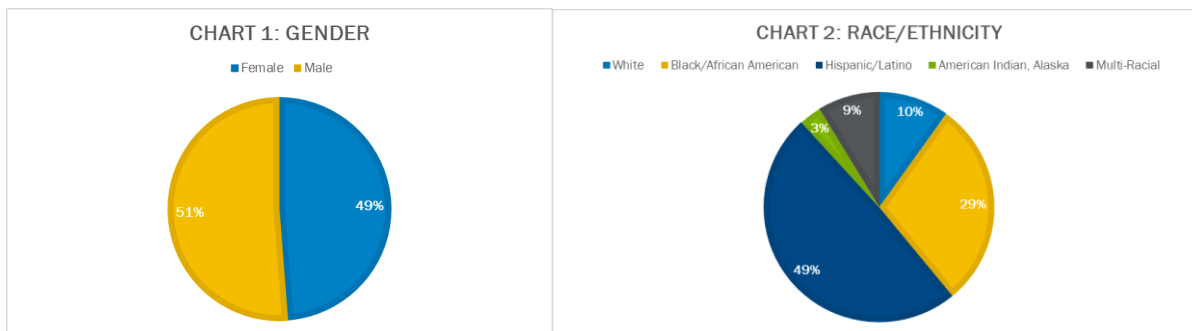 CHART 1: GENDER
Female Male
49%
51%
CHART 2: RACE/ETHNICITY
White Black/African American Hispanic/Latino American Indian, Alaska Multi-Racial
10%
29%
49%
3%
9%